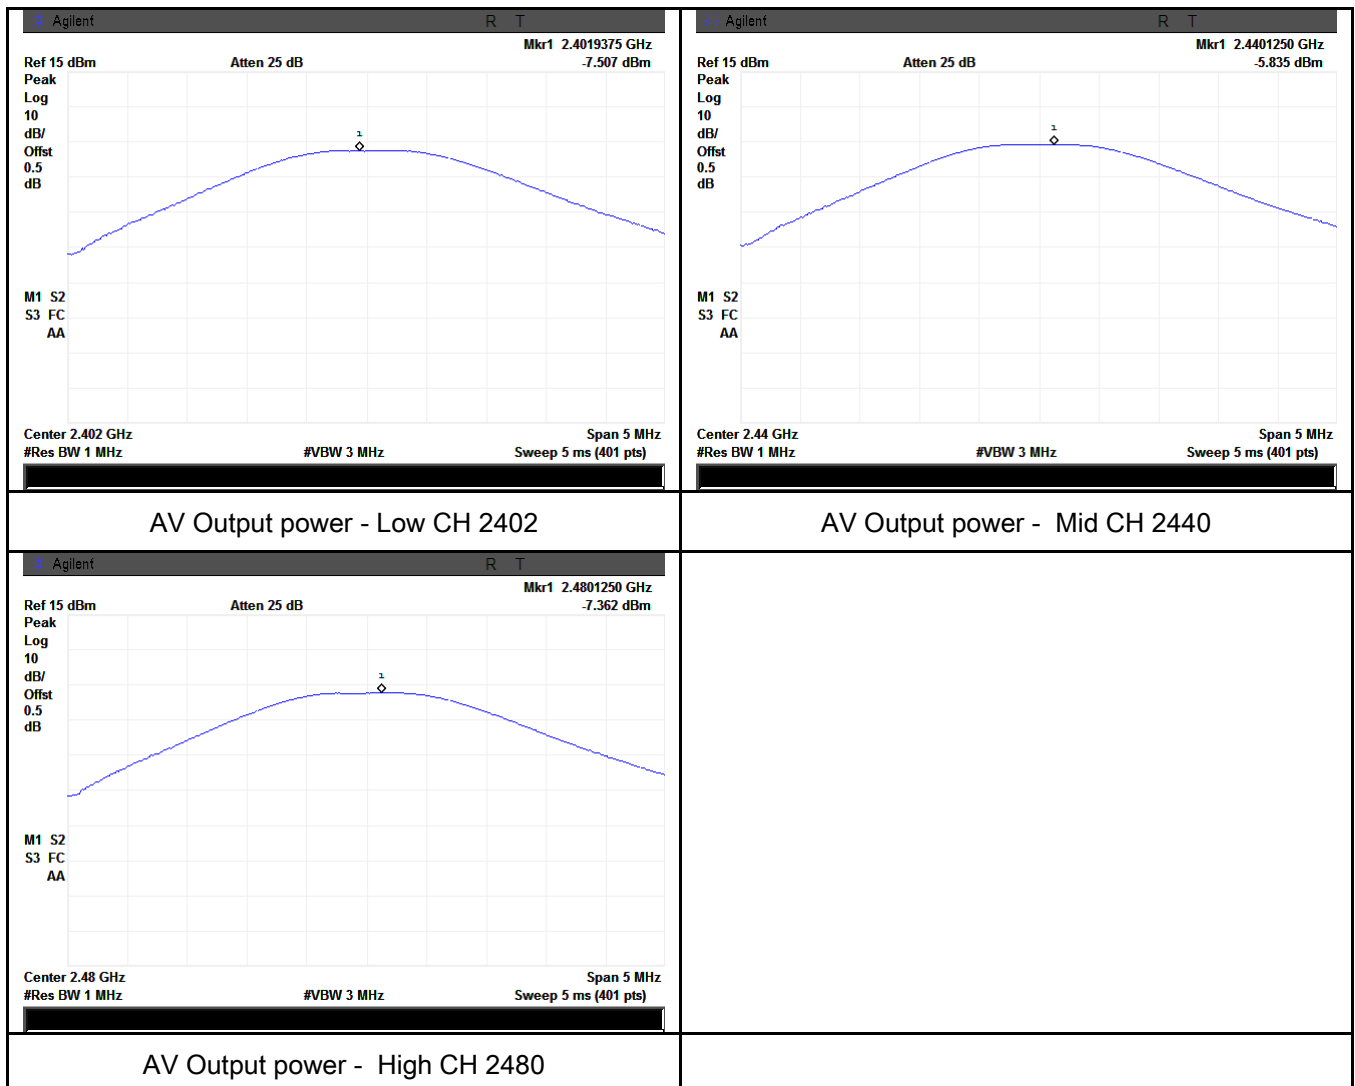 Agilent R T
Mkr1 2.4019375 GHz
Ref 15 dBm Atten 25 dB -7.507 dBm
Peak
Log
10
dB/
Offst
0.5
dB
1
M1 S2
S3 FC
AA
Center 2.402 GHz Span 5 MHz
#Res BW 1 MHz #VBW 3 MHz Sweep 5 ms (401 pts)
AV Output power - Low CH 2402
Agilent R T
Mkr1 2.4401250 GHz
Ref 15 dBm Atten 25 dB -5.835 dBm
Peak
Log
10
dB/
Offst
0.5
dB
1
M1 S2
S3 FC
AA
Center 2.44 GHz Span 5 MHz
#Res BW 1 MHz #VBW 3 MHz Sweep 5 ms (401 pts)
AV Output power - Mid CH 2440
Agilent R T
Mkr1 2.4801250 GHz
Ref 15 dBm Atten 25 dB -7.362 dBm
Peak
Log
10
dB/
Offst
0.5
dB
1
M1 S2
S3 FC
AA
Center 2.48 GHz Span 5 MHz
#Res BW 1 MHz #VBW 3 MHz Sweep 5 ms (401 pts)
AV Output power - High CH 2480